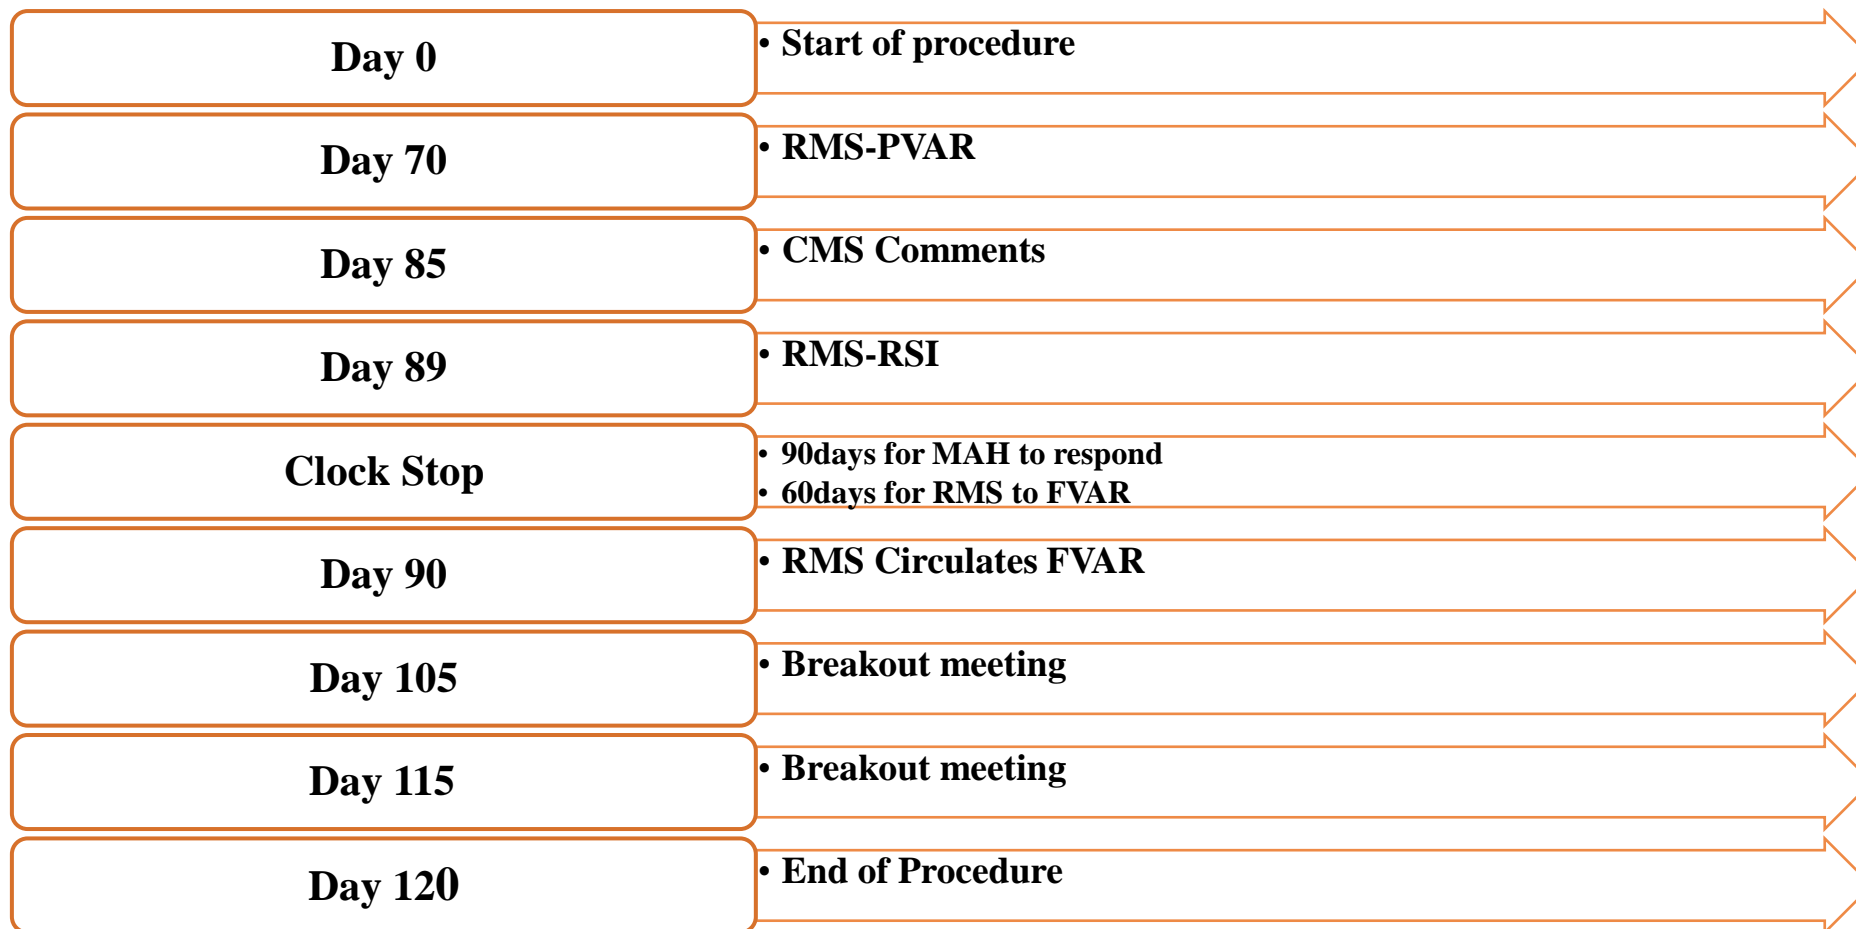 Day 0
• Start of procedure
Day 70
• RMS-PVAR
Day 85
• CMS Comments
Day 89
• RMS-RSI
Clock Stop
• 90days for MAH to respond
• 60days for RMS to FVAR
Day 90
• RMS Circulates FVAR
Day 105
• Breakout meeting
Day 115
• Breakout meeting
Day 120
• End of Procedure